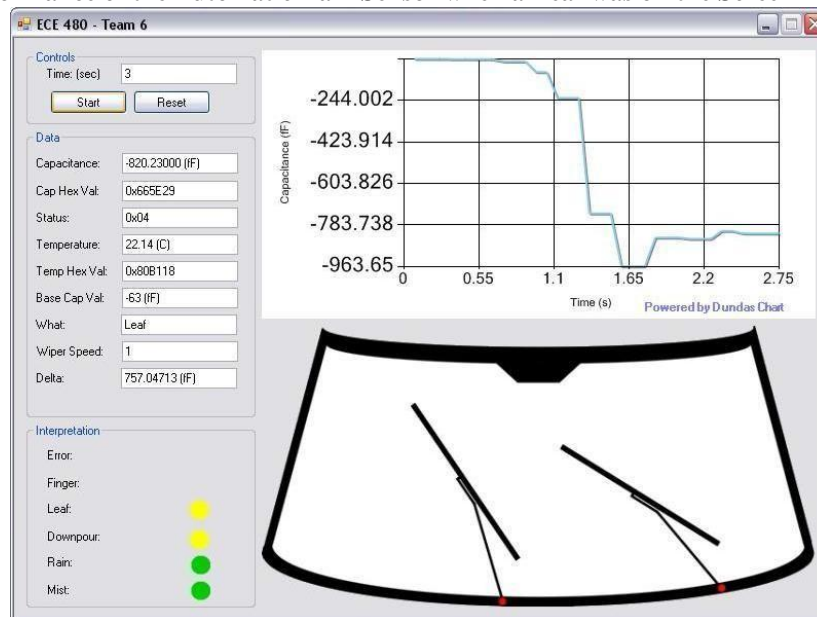 ECE 480 - Team 6
Controls
Time: (sec) 3
Start Reset
Data
Capacitance: -820.23000 (fF)
Cap Hex Val: 0x665E29
Status: 0x04
Temperature: 22.14 (C)
Temp Hex Val: 0x80B118
Base Cap Val: -63 (fF)
What: Leaf
Wiper Speed: 1
Delta: 757.04713 (fF)
Interpretation
Error:
Finger:
Leaf:
Downpour:
Rain:
Mist:
Capacitance (fF)
-244.002
-423.914
-603.826
-783.738
-963.65
0 0.55 1.1 1.65 2.2 2.75
Time (s)
Powered by Dundas Chart